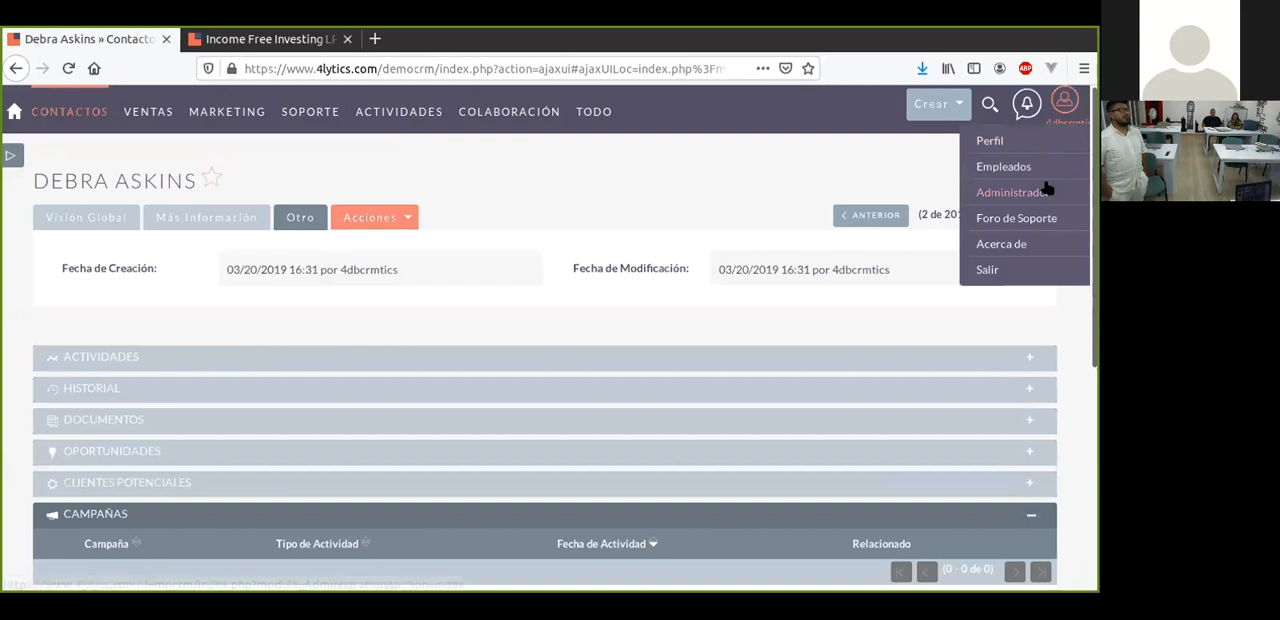 Debra Askins » Contacto
Income Free Investing LP
https://www.4lytics.com/democrm/index.php?action=ajaxui#ajaxUILoc=index.php%3Fm
ABP
CONTACTOS VENTAS MARKETING SOPORTE ACTIVIDADES COLABORACIÓN TODO
Crear
4dbcrmtic
Perfil
Empleados
Administrador
Foro de Soporte
Acerca de
Salir
DEBRA ASKINS
Visión Global Más Información Otro Acciones
ANTERIOR (2 de 201
Fecha de Creación: 03/20/2019 16:31 por 4dbcrmtics
Fecha de Modificación: 03/20/2019 16:31 por 4dbcrmtics
ACTIVIDADES
HISTORIAL
DOCUMENTOS
OPORTUNIDADES
CLIENTES POTENCIALES
CAMPAÑAS
Campaña Tipo de Actividad Fecha de Actividad Relacionado
(0 - 0 de 0)